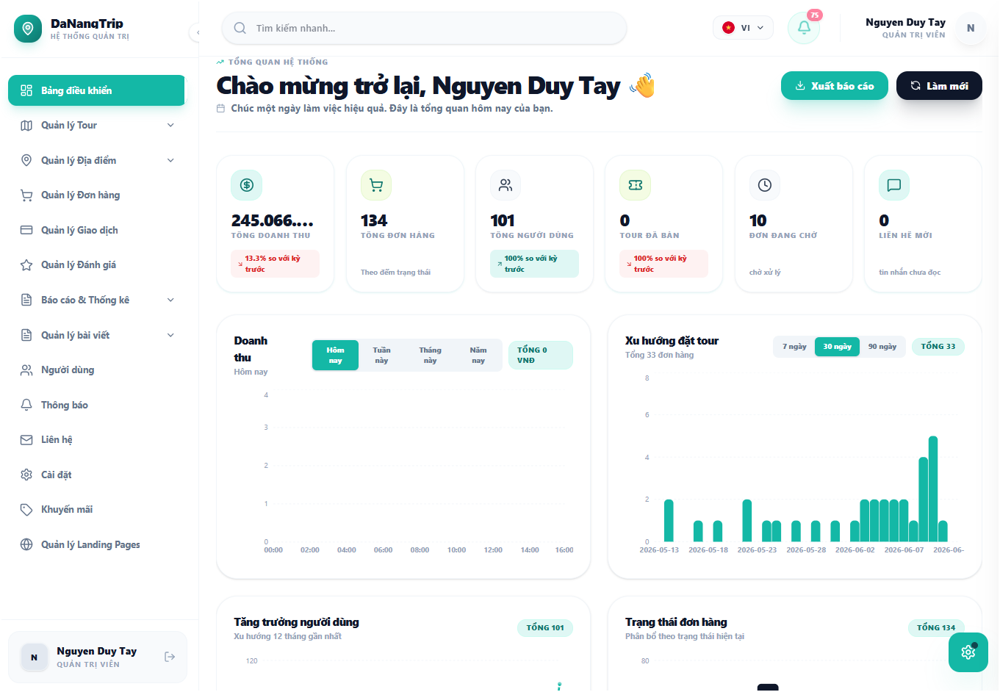 DaNangTrip
HỆ THỐNG QUẢN TRỊ
Bảng điều khiển
Quản lý Tour
Quản lý Địa điểm
Quản lý Đơn hàng
Quản lý Giao dịch
Quản lý Đánh giá
Báo cáo & Thống kê
Quản lý bài viết
Người dùng
Thông báo
Liên hệ
Cài đặt
Khuyến mãi
Quản lý Landing Pages
N
Nguyen Duy Tay
QUẢN TRỊ VIÊN
Tìm kiếm nhanh...
VI
75
Nguyen Duy Tay
QUẢN TRỊ VIÊN
N
TỔNG QUAN HỆ THỐNG
Chào mừng trở lại, Nguyen Duy Tay
Chúc một ngày làm việc hiệu quả. Đây là tổng quan hôm nay của bạn.
Xuất báo cáo
Làm mới
245.066....
TỔNG DOANH THU
13.3% so với kỳ
trước
134
TỔNG ĐƠN HÀNG
Theo đếm trạng thái
101
TỔNG NGƯỜI DÙNG
100% so với kỳ
trước
0
TOUR ĐÃ BÁN
100% so với kỳ
trước
10
ĐƠN ĐANG CHỜ
chờ xử lý
0
LIÊN HỆ MỚI
tin nhắn chưa đọc
Doanh
thu
Hôm nay
Hôm
nay
Tuần
này
Tháng
này
Năm
nay
TỔNG 0
VNĐ
4
3
2
1
0
00:00 02:00 04:00 06:00 08:00 10:00 12:00 14:00 16:00
Xu hướng đặt tour
Tổng 33 đơn hàng
7 ngày
30 ngày
90 ngày
TỔNG 33
8
6
4
2
0
2026-05-13 2026-05-18 2026-05-23 2026-05-28 2026-06-02 2026-06-07 2026-06-
Tăng trưởng người dùng
Xu hướng 12 tháng gần nhất
TỔNG 101
120
Trạng thái đơn hàng
Phân bổ theo trạng thái hiện tại
TỔNG 134
80